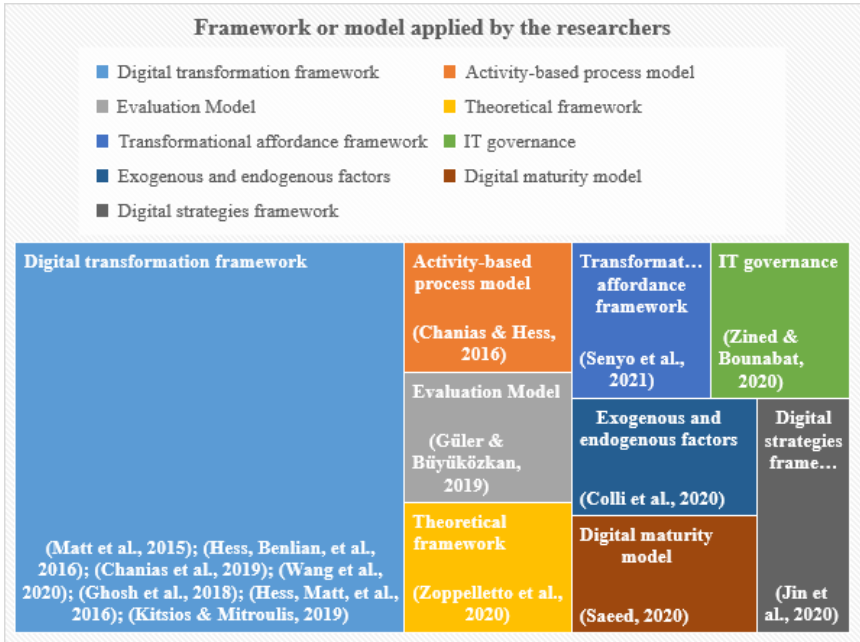 Framework or model applied by the researchers
Digital transformation framework
Activity-based process model
Evaluation Model
Theoretical framework
Transformational affordance framework
IT governance
Exogenous and endogenous factors
Digital maturity model
Digital strategies framework
Digital transformation framework
(Matt et al., 2015); (Hess, Benlian, et al.,
2016); (Chanias et al., 2019); (Wang et al.,
2020); (Ghosh et al., 2018); (Hess, Matt, et al.,
2016); (Kitsios & Mitroulis, 2019)
Activity-based
process model
(Chanias & Hess,
2016)
Evaluation Model
(Güler &
Büyüközkan,
2019)
Theoretical
framework
(Zoppelletto et al.,
2020)
Transformat…
affordance
framework
(Senyo et al.,
2021)
IT governance
(Zined &
Bounabat,
2020)
Exogenous and
endogenous factors
(Colli et al., 2020)
Digital maturity
model
(Saeed, 2020)
Digital
strategies
frame…
(Jin et
al., 2020)